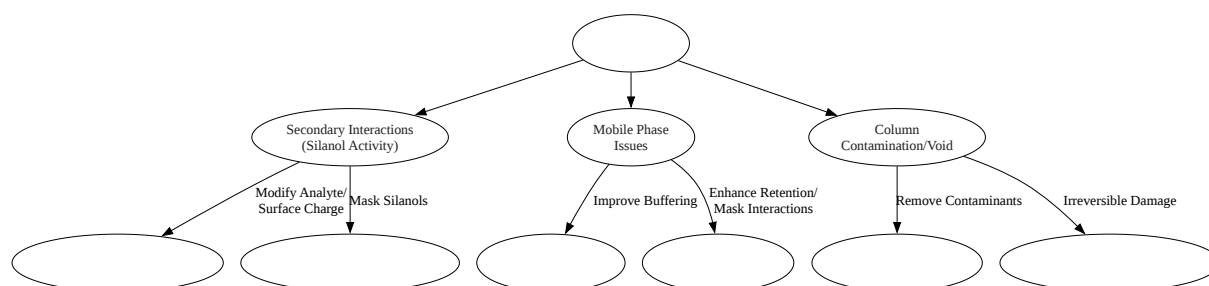 Secondary Interactions
(Silanol Activity)
Mobile Phase
Issues
Column
Contamination/Void
Modify Analyte/
Surface Charge
Mask Silanols
Improve Buffering
Enhance Retention/
Mask Interactions
Remove Contaminants
Irreversible Damage